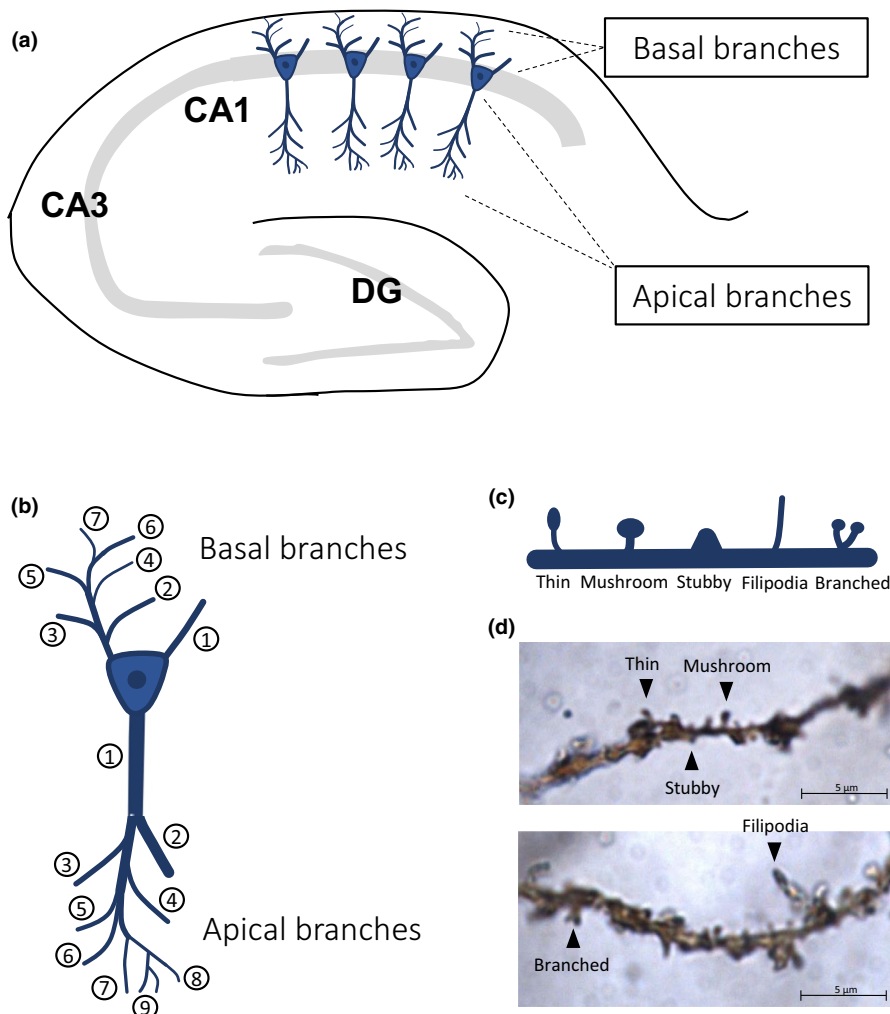 (a)
Basal branches
CA1
CA3
DG
Apical branches
(b)
⑦
⑥
Basal branches
⑤
④
②
③
①
①
②
③
④
⑤
Apical branches
⑥
⑦
⑧
⑨
(c)
Thin Mushroom Stubby Filipodia Branched
(d)
Thin Mushroom
Stubby
5 μm
Filipodia
Branched
5 μm